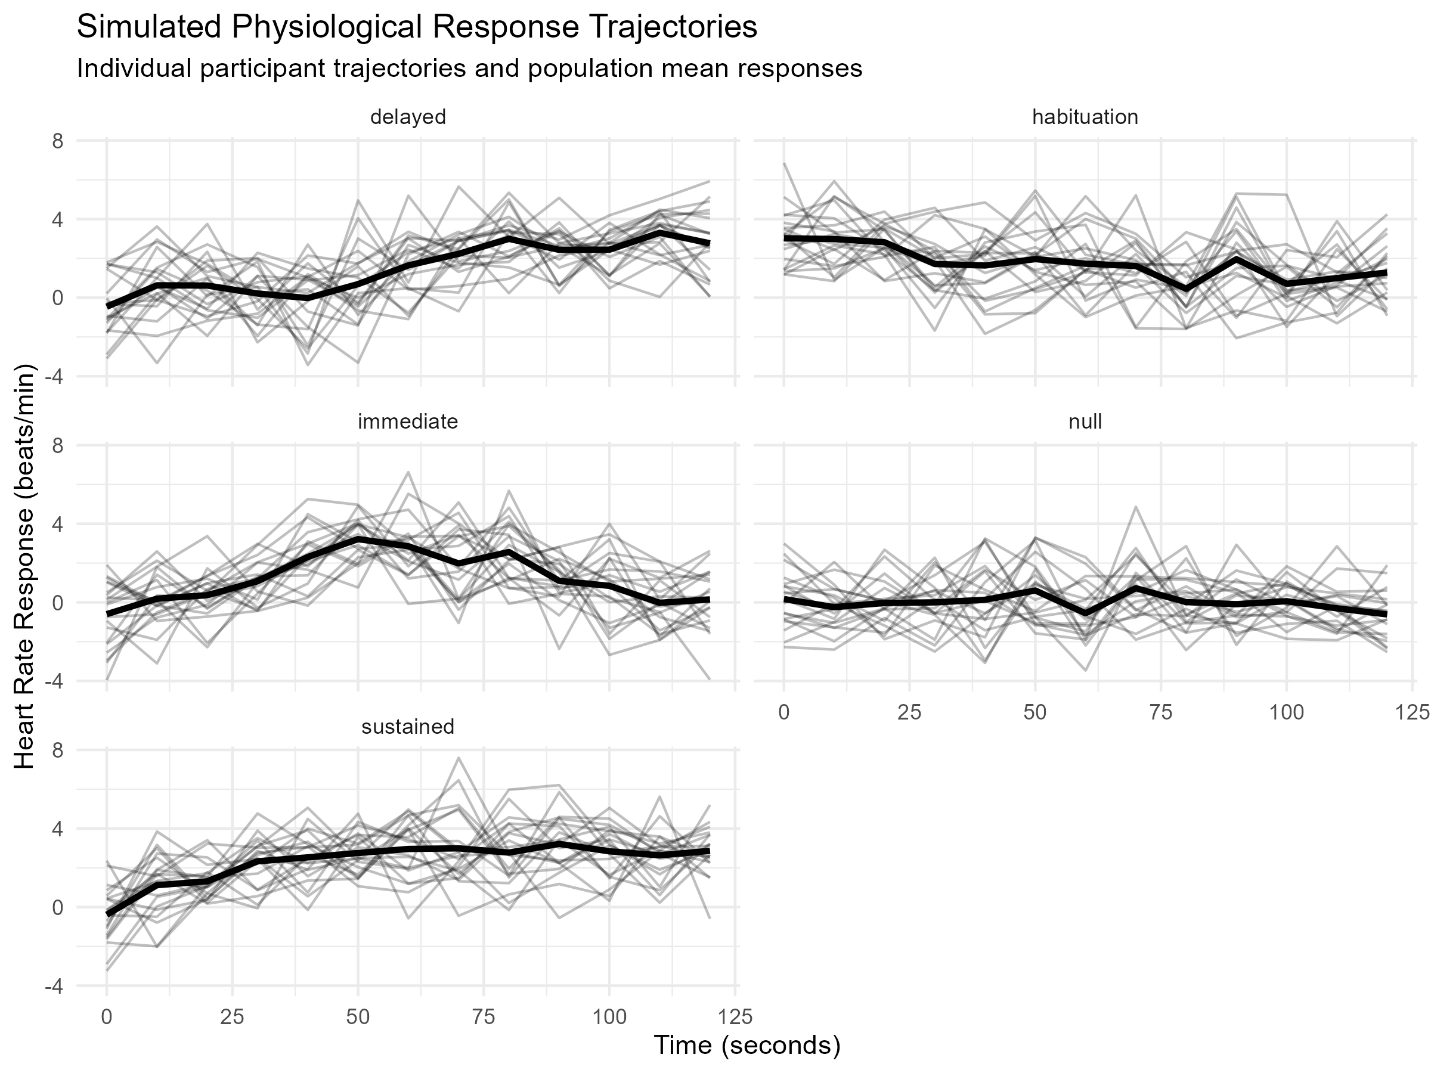 Simulated Physiological Response Trajectories
Individual participant trajectories and population mean responses
delayed
habituation
8
4
0
-4
immediate
null
8
4
0
-4
0 25 50 75 100 125
sustained
8
4
0
-4
0 25 50 75 100 125
Time (seconds)
Heart Rate Response (beats/min)